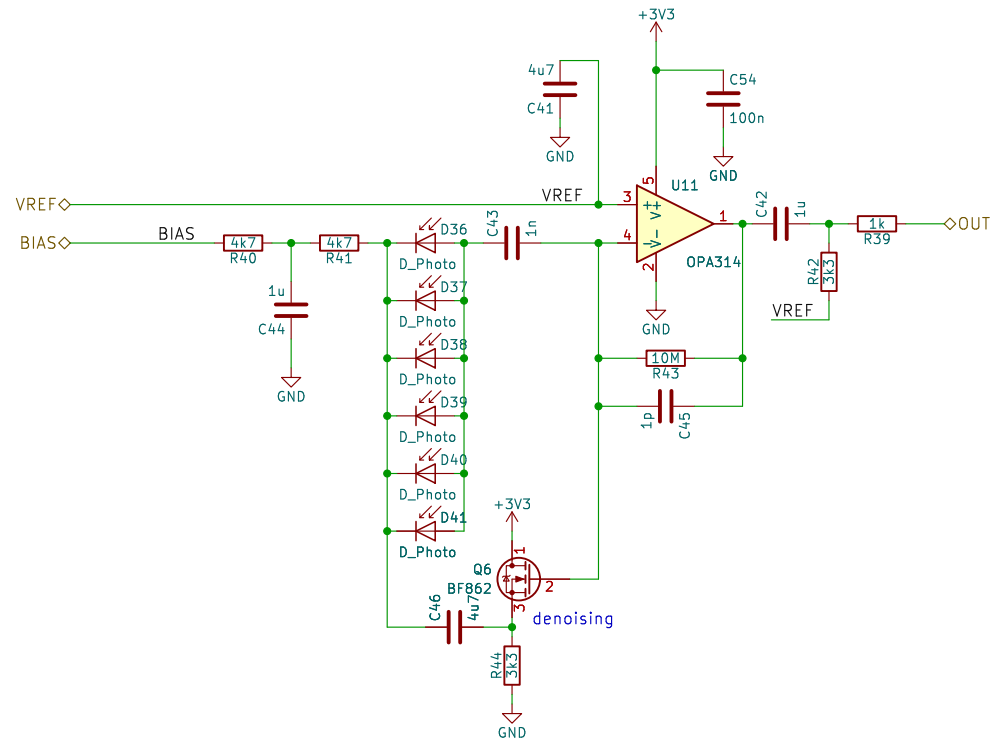 +3V3
4u7
C41
GND
C54
100n
GND
5
U11
VREF
VREF
3
V+
1
C42
1u
1k
R39
OUT
BIAS
BIAS
4k7
R40
4k7
R41
D36
D_Photo
C43
1n
4
V-
2
OPA314
GND
R42
3k3
VREF
1u
C44
GND
D37
D_Photo
D38
D_Photo
10M
R43
D39
D_Photo
1p
C45
D40
D_Photo
D41
D_Photo
+3V3
1
Q6
BF862
2
3
C46
4u7
denoising
R44
3k3
GND